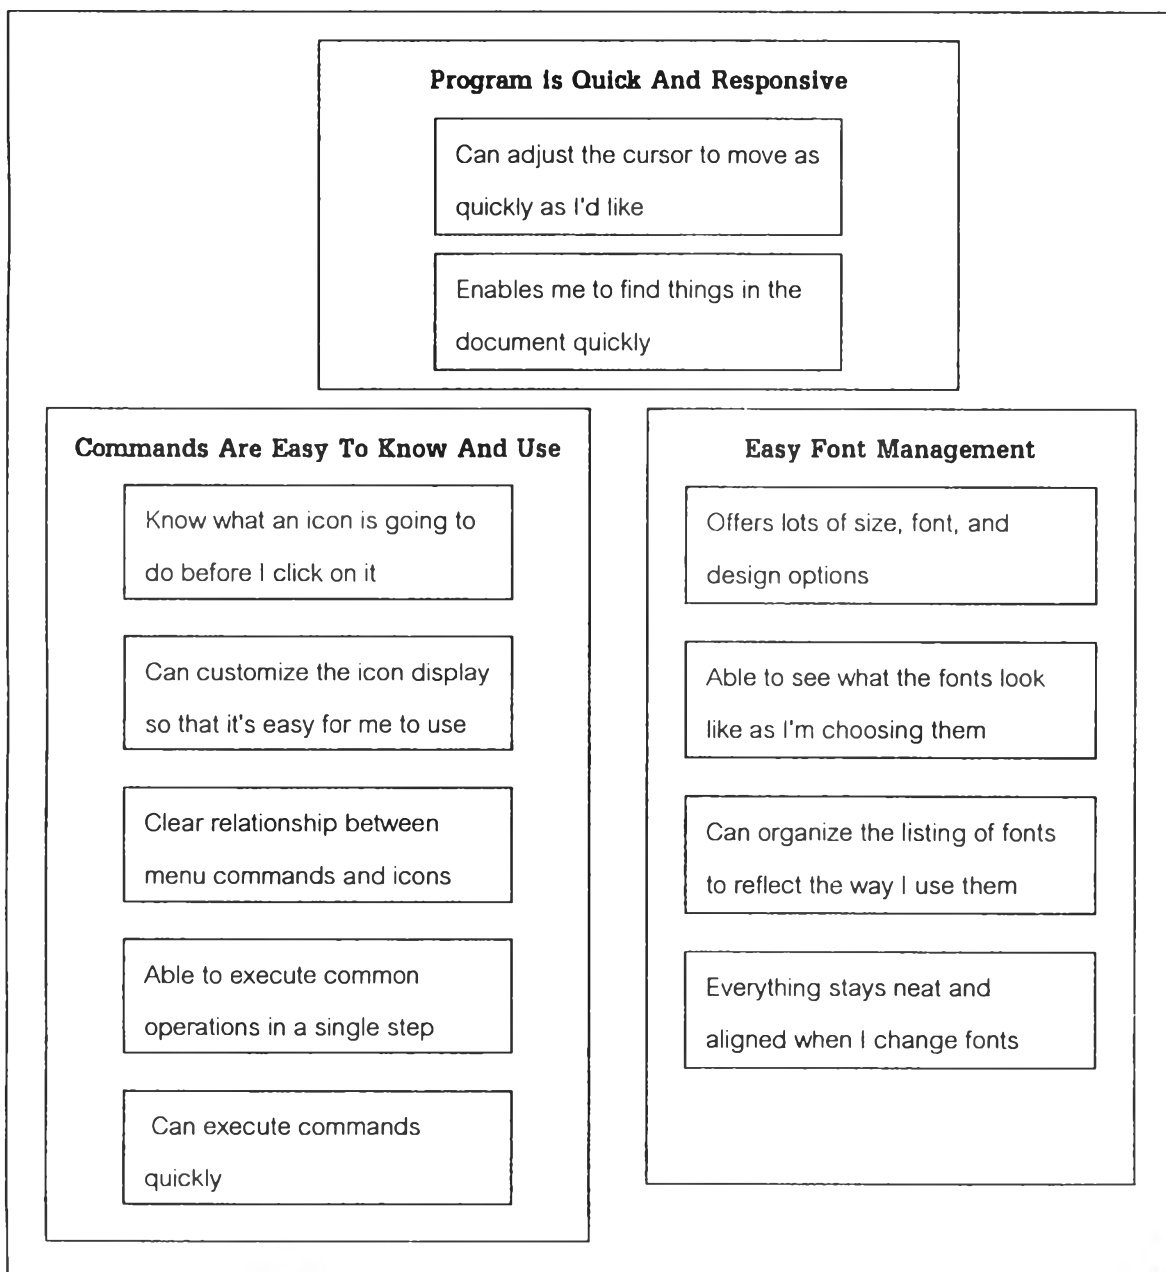 Program Is Quick And Responsive
Can adjust the cursor to move as
quickly as I'd like
Enables me to find things in the
document quickly
Commands Are Easy To Know And Use
Know what an icon is going to
do before I click on it
Can customize the icon display
so that it's easy for me to use
Clear relationship between
menu commands and icons
Able to execute common
operations in a single step
Can execute commands
quickly
Easy Font Management
Offers lots of size, font, and
design options
Able to see what the fonts look
like as I'm choosing them
Can organize the listing of fonts
to reflect the way I use them
Everything stays neat and
aligned when I change fonts